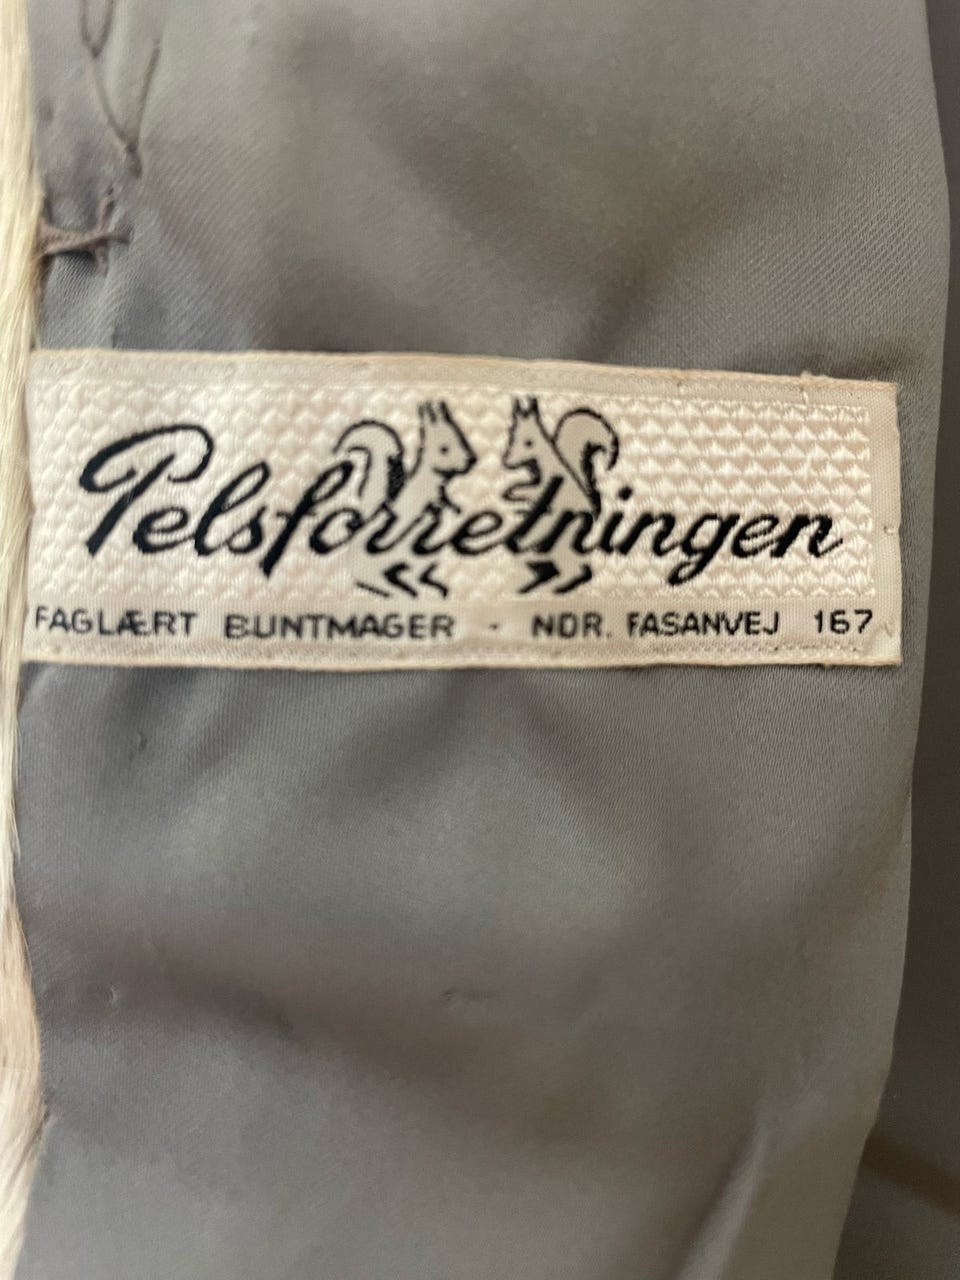 Pelsforretningen
FAGLÆRT BUNTMAGER - NDR. FASANVEJ 167